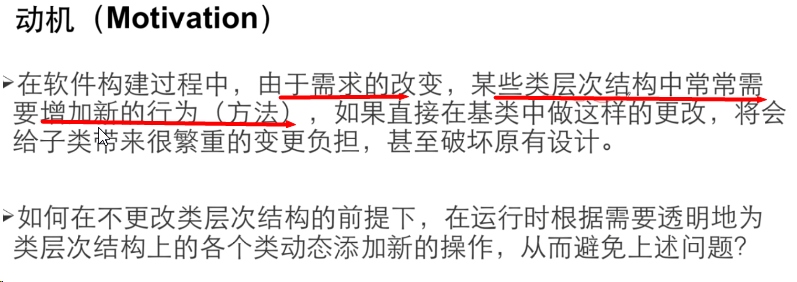 动机（Motivation）
在软件构建过程中，由于需求的改变，某些类层次结构中常常需
要增加新的行为（方法），如果直接在基类中做这样的更改，将会
给子类带来很繁重的变更负担，甚至破坏原有设计。
如何在不更改类层次结构的前提下，在运行时根据需要透明地为
类层次结构上的各个类动态添加新的操作，从而避免上述问题？